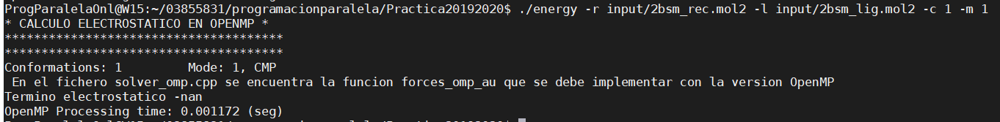 ProgParalelaOnl@W15:~/03855831/programacionparalela/Practica20192020$ ./energy -r input/2bsm_rec.mol2 -l input/2bsm_lig.mol2 -c 1 -m 1
* CALCULO ELECTROSTATICO EN OPENMP *
**************************************
**************************************
Conformations: 1         Mode: 1, CMP
 En el fichero solver_omp.cpp se encuentra la funcion forces_omp_au que se debe implementar con la version OpenMP
Termino electrostatico -nan
OpenMP Processing time: 0.001172 (seg)